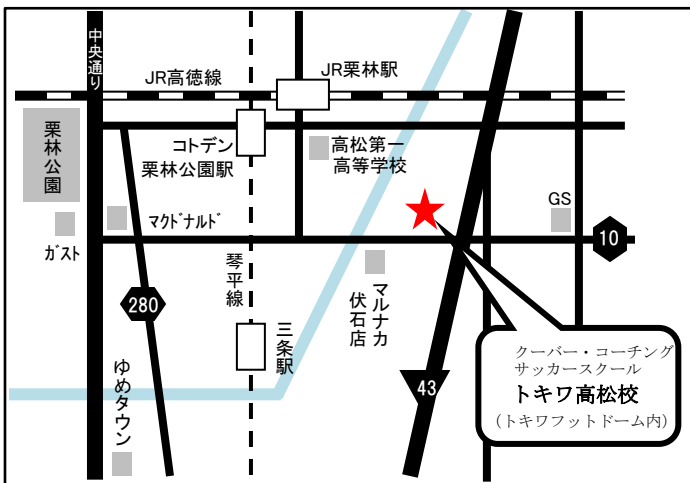 中央通り
JR高徳線
JR栗林駅
栗林公園
コトデン
栗林公園駅
高松第一
高等学校
ｶﾞｽﾄ
ﾏｸﾄﾞﾅﾙﾄﾞ
GS
10
琴平線
280
マルナカ
伏石店
三条駅
43
ゆめタウン
クーバー・コーチング
サッカースクール
トキワ高松校
(トキワフットドーム内)